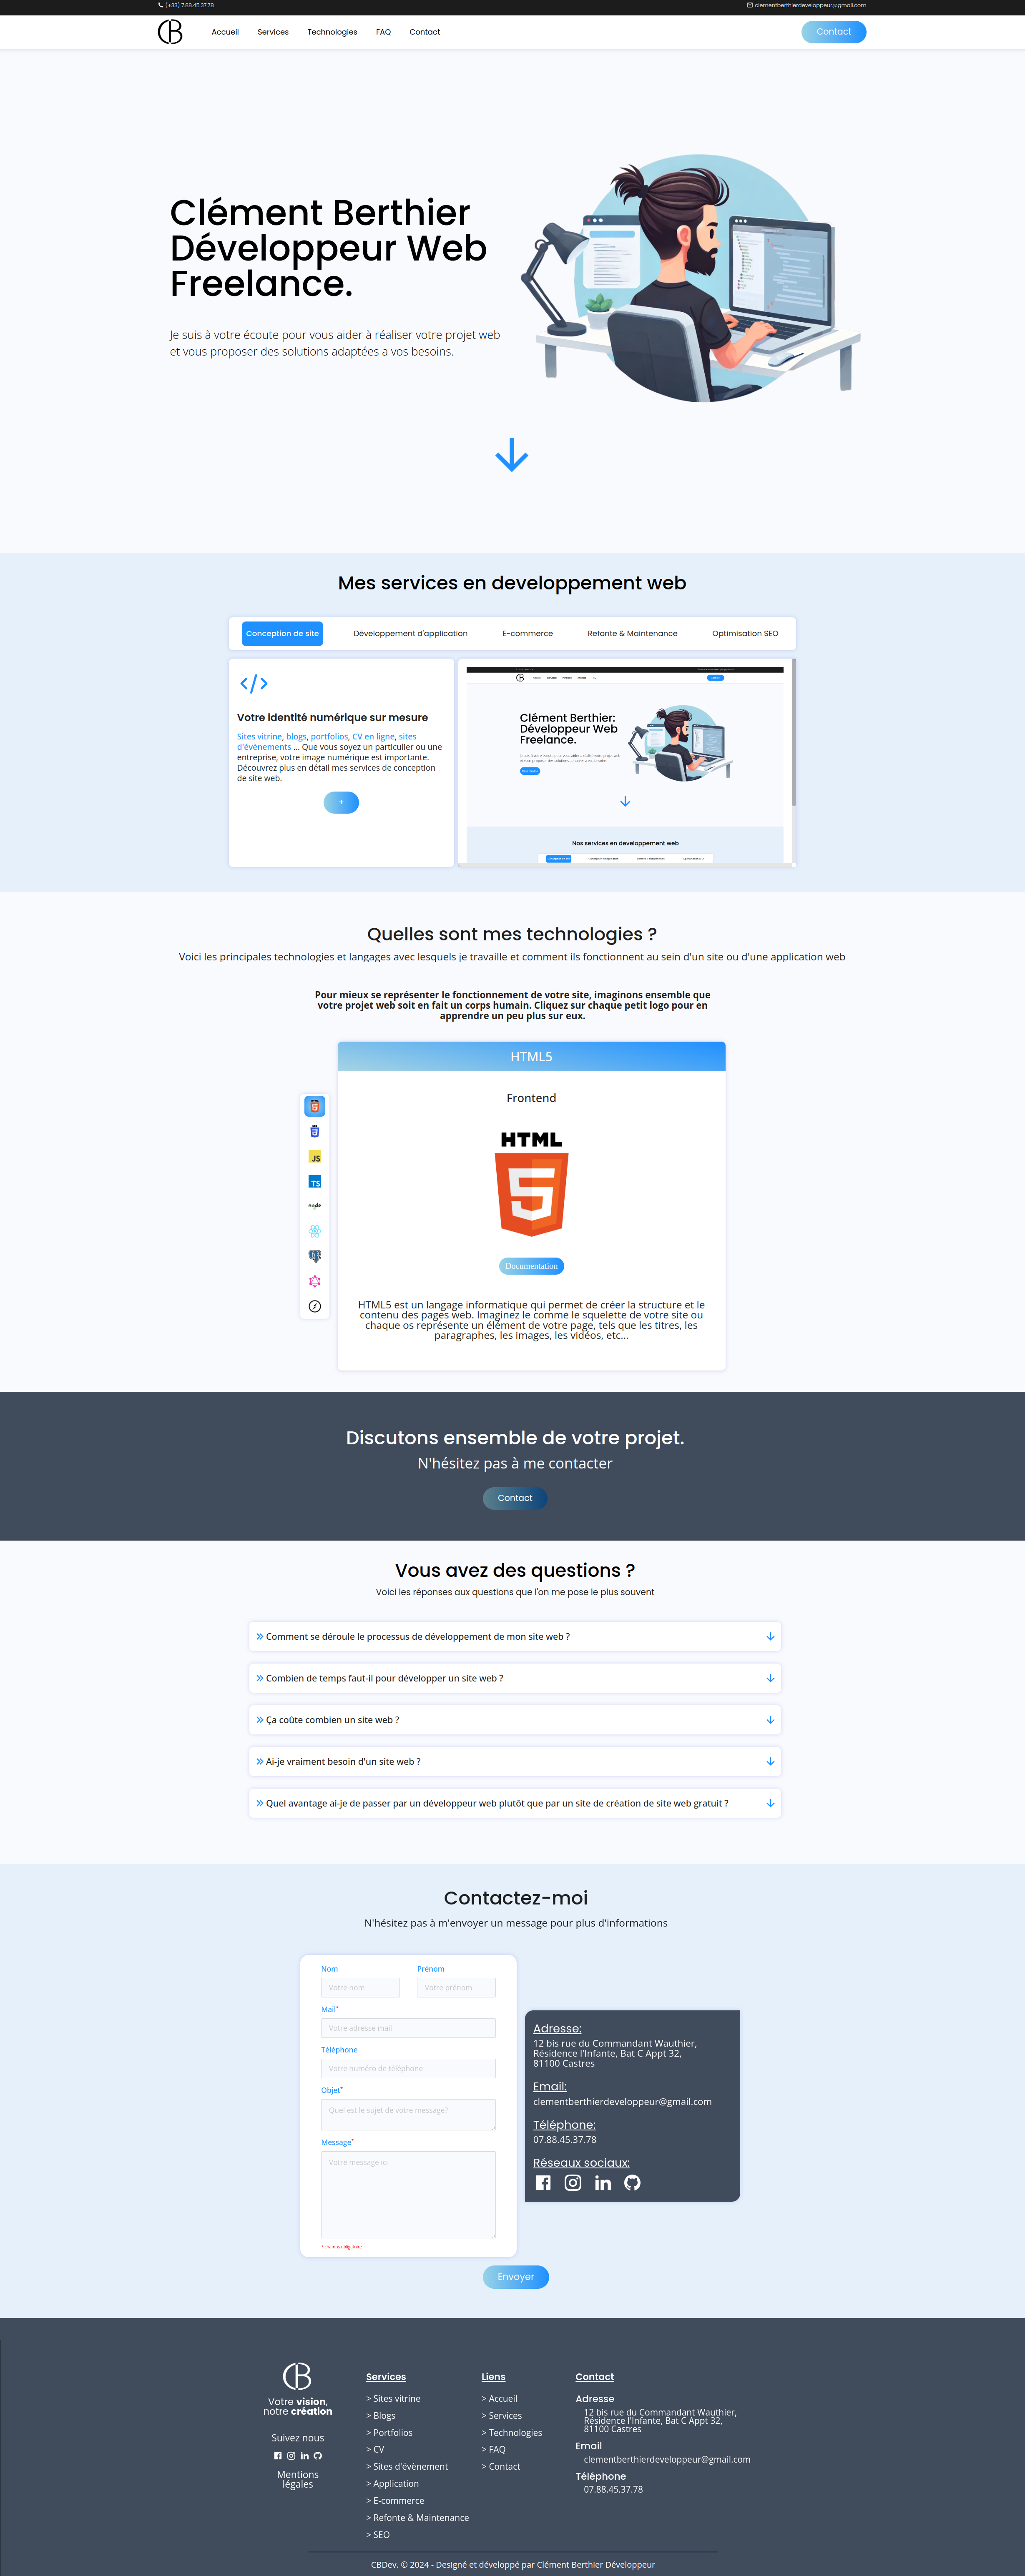 (+33) 7.88.45.37.78
clementberthierdeveloppeur@gmail.com
CB
Accueil
Services
Technologies
FAQ
Contact
Contact
Clément Berthier
Développeur Web
Freelance.
Je suis à votre écoute pour vous aider à réaliser votre projet web
et vous proposer des solutions adaptées a vos besoins.
Mes services en developpement web
Conception de site
Développement d'application
E-commerce
Refonte & Maintenance
Optimisation SEO
Votre identité numérique sur mesure
Sites vitrine, blogs, portfolios, CV en ligne, sites
d'évènements ... Que vous soyez un particulier ou une
entreprise, votre image numérique est importante.
Découvrez plus en détail mes services de conception
de site web.
+
CB
Clément Berthier:
Développeur Web
Freelance.
Nos services en developpement web
Quelles sont mes technologies ?
Voici les principales technologies et langages avec lesquels je travaille et comment ils fonctionnent au sein d'un site ou d'une application web
Pour mieux se représenter le fonctionnement de votre site, imaginons ensemble que
votre projet web soit en fait un corps humain. Cliquez sur chaque petit logo pour en
apprendre un peu plus sur eux.
HTML5
Frontend
HTML
5
JS
TS
node
Documentation
HTML5 est un langage informatique qui permet de créer la structure et le
contenu des pages web. Imaginez le comme le squelette de votre site ou
chaque os représente un élément de votre page, tels que les titres, les
paragraphes, les images, les vidéos, etc...
Discutons ensemble de votre projet.
N'hésitez pas à me contacter
Contact
Vous avez des questions ?
Voici les réponses aux questions que l'on me pose le plus souvent
Comment se déroule le processus de développement de mon site web ?
Combien de temps faut-il pour développer un site web ?
Ça coûte combien un site web ?
Ai-je vraiment besoin d'un site web ?
Quel avantage ai-je de passer par un développeur web plutôt que par un site de création de site web gratuit ?
Contactez-moi
N'hésitez pas à m'envoyer un message pour plus d'informations
Nom
Prénom
Votre nom
Votre prénom
Mail*
Votre adresse mail
Téléphone
Votre numéro de téléphone
Objet*
Quel est le sujet de votre message?
Message*
Votre message ici
* champs obligatoire
Adresse:
12 bis rue du Commandant Wauthier,
Résidence l'Infante, Bat C Appt 32,
81100 Castres
Email:
clementberthierdeveloppeur@gmail.com
Téléphone:
07.88.45.37.78
Réseaux sociaux:
Envoyer
CB
Votre vision,
notre création
Suivez nous
Mentions
légales
Services
> Sites vitrine
> Blogs
> Portfolios
> CV
> Sites d'évènement
> Application
> E-commerce
> Refonte & Maintenance
> SEO
Liens
> Accueil
> Services
> Technologies
> FAQ
> Contact
Contact
Adresse
12 bis rue du Commandant Wauthier,
Résidence l'Infante, Bat C Appt 32,
81100 Castres
Email
clementberthierdeveloppeur@gmail.com
Téléphone
07.88.45.37.78
CBDev. © 2024 - Designé et développé par Clément Berthier Développeur